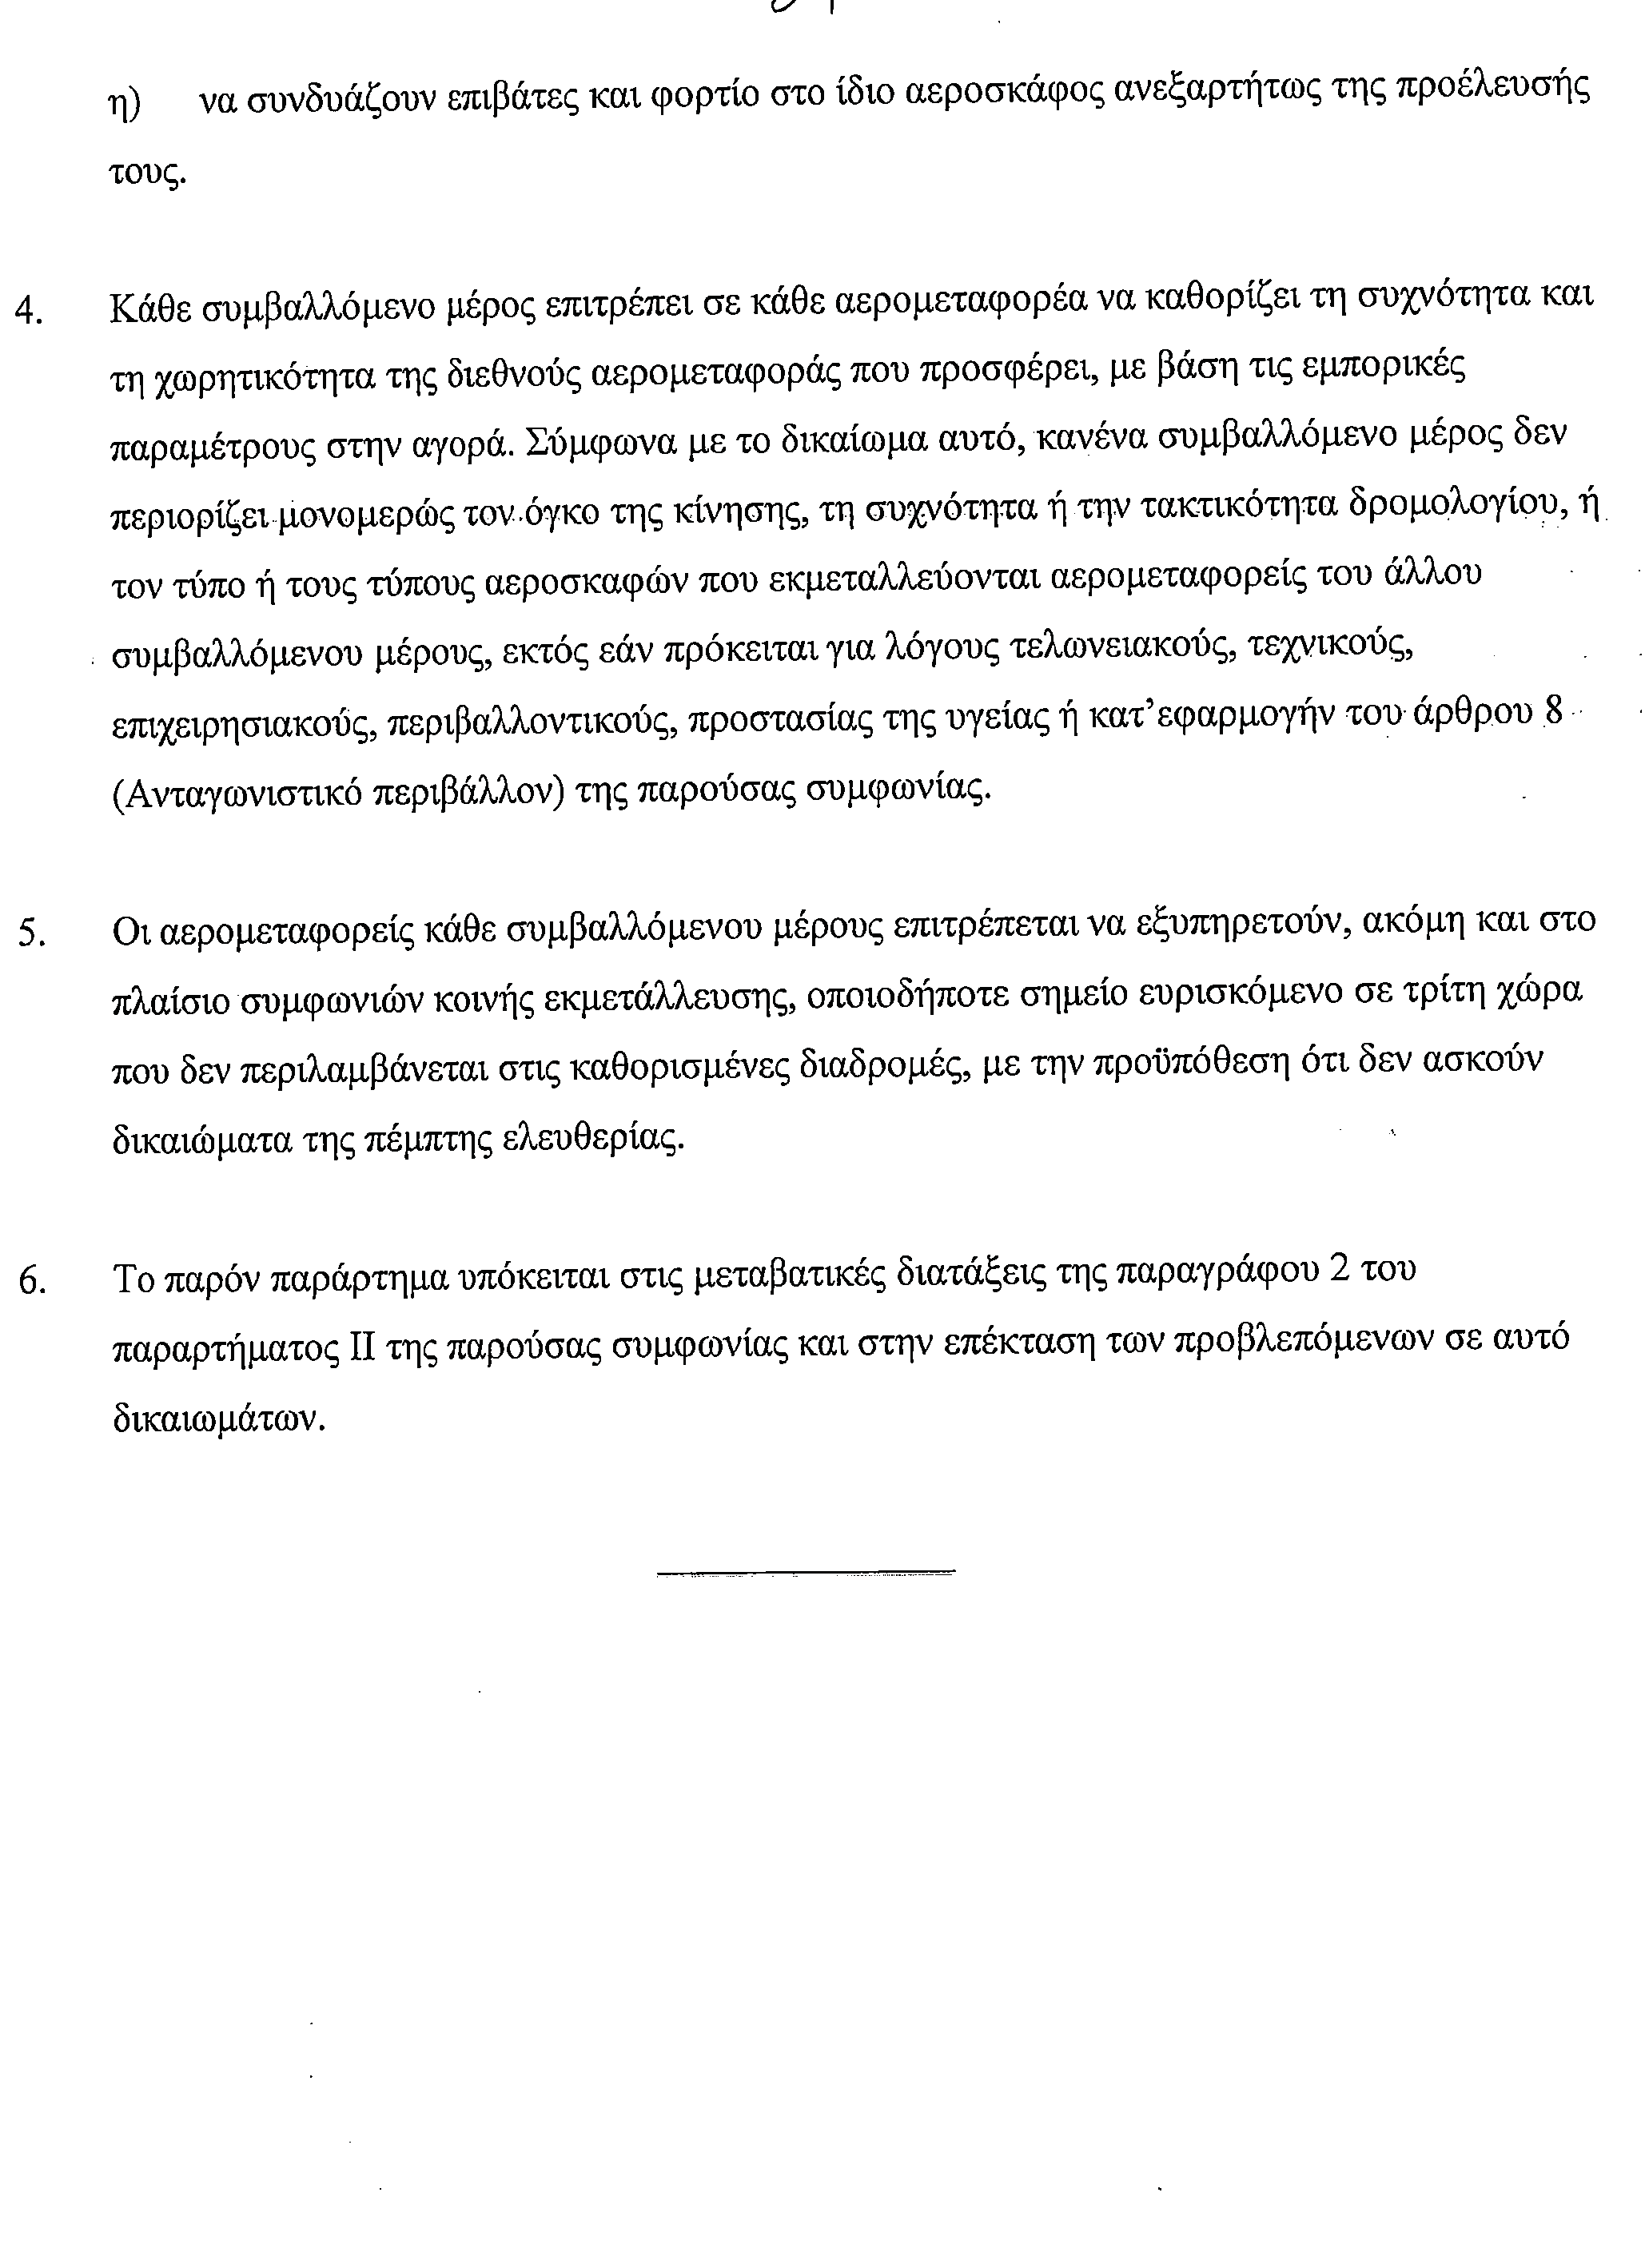 η) να συνδυάζουν επιβάτες και φορτίο στο ίδιο αεροσκάφος ανεξαρτήτως της προέλευσής
τους.
4. Κάθε συμβαλλόμενο μέρος επιτρέπει σε κάθε αερομεταφορέα να καθορίζει τη συχνότητα και
τη χωρητικότητα της διεθνούς αερομεταφοράς που προσφέρει, με βάση τις εμπορικές
παραμέτρους στην αγορά. Σύμφωνα με το δικαίωμα αυτό, κανένα συμβαλλόμενο μέρος δεν
περιορίζει μονομερώς τον όγκο της κίνησης, τη συχνότητα ή την τακτικότητα δρομολογίου, ή
τον τύπο ή τους τύπους αεροσκαφών που εκμεταλλεύονται αερομεταφορείς του άλλου
συμβαλλόμενου μέρους, εκτός εάν πρόκειται για λόγους τελωνειακούς, τεχνικούς,
επιχειρησιακούς, περιβαλλοντικούς, προστασίας της υγείας ή κατ’εφαρμογήν του άρθρου 8
(Ανταγωνιστικό περιβάλλον) της παρούσας συμφωνίας.
5. Οι αερομεταφορείς κάθε συμβαλλόμενου μέρους επιτρέπεται να εξυπηρετούν, ακόμη και στο
πλαίσιο συμφωνιών κοινής εκμετάλλευσης, οποιοδήποτε σημείο ευρισκόμενο σε τρίτη χώρα
που δεν περιλαμβάνεται στις καθορισμένες διαδρομές, με την προϋπόθεση ότι δεν ασκούν
δικαιώματα της πέμπτης ελευθερίας.
6. Το παρόν παράρτημα υπόκειται στις μεταβατικές διατάξεις της παραγράφου 2 του
παραρτήματος II της παρούσας συμφωνίας και στην επέκταση των προβλεπόμενων σε αυτό
δικαιωμάτων.